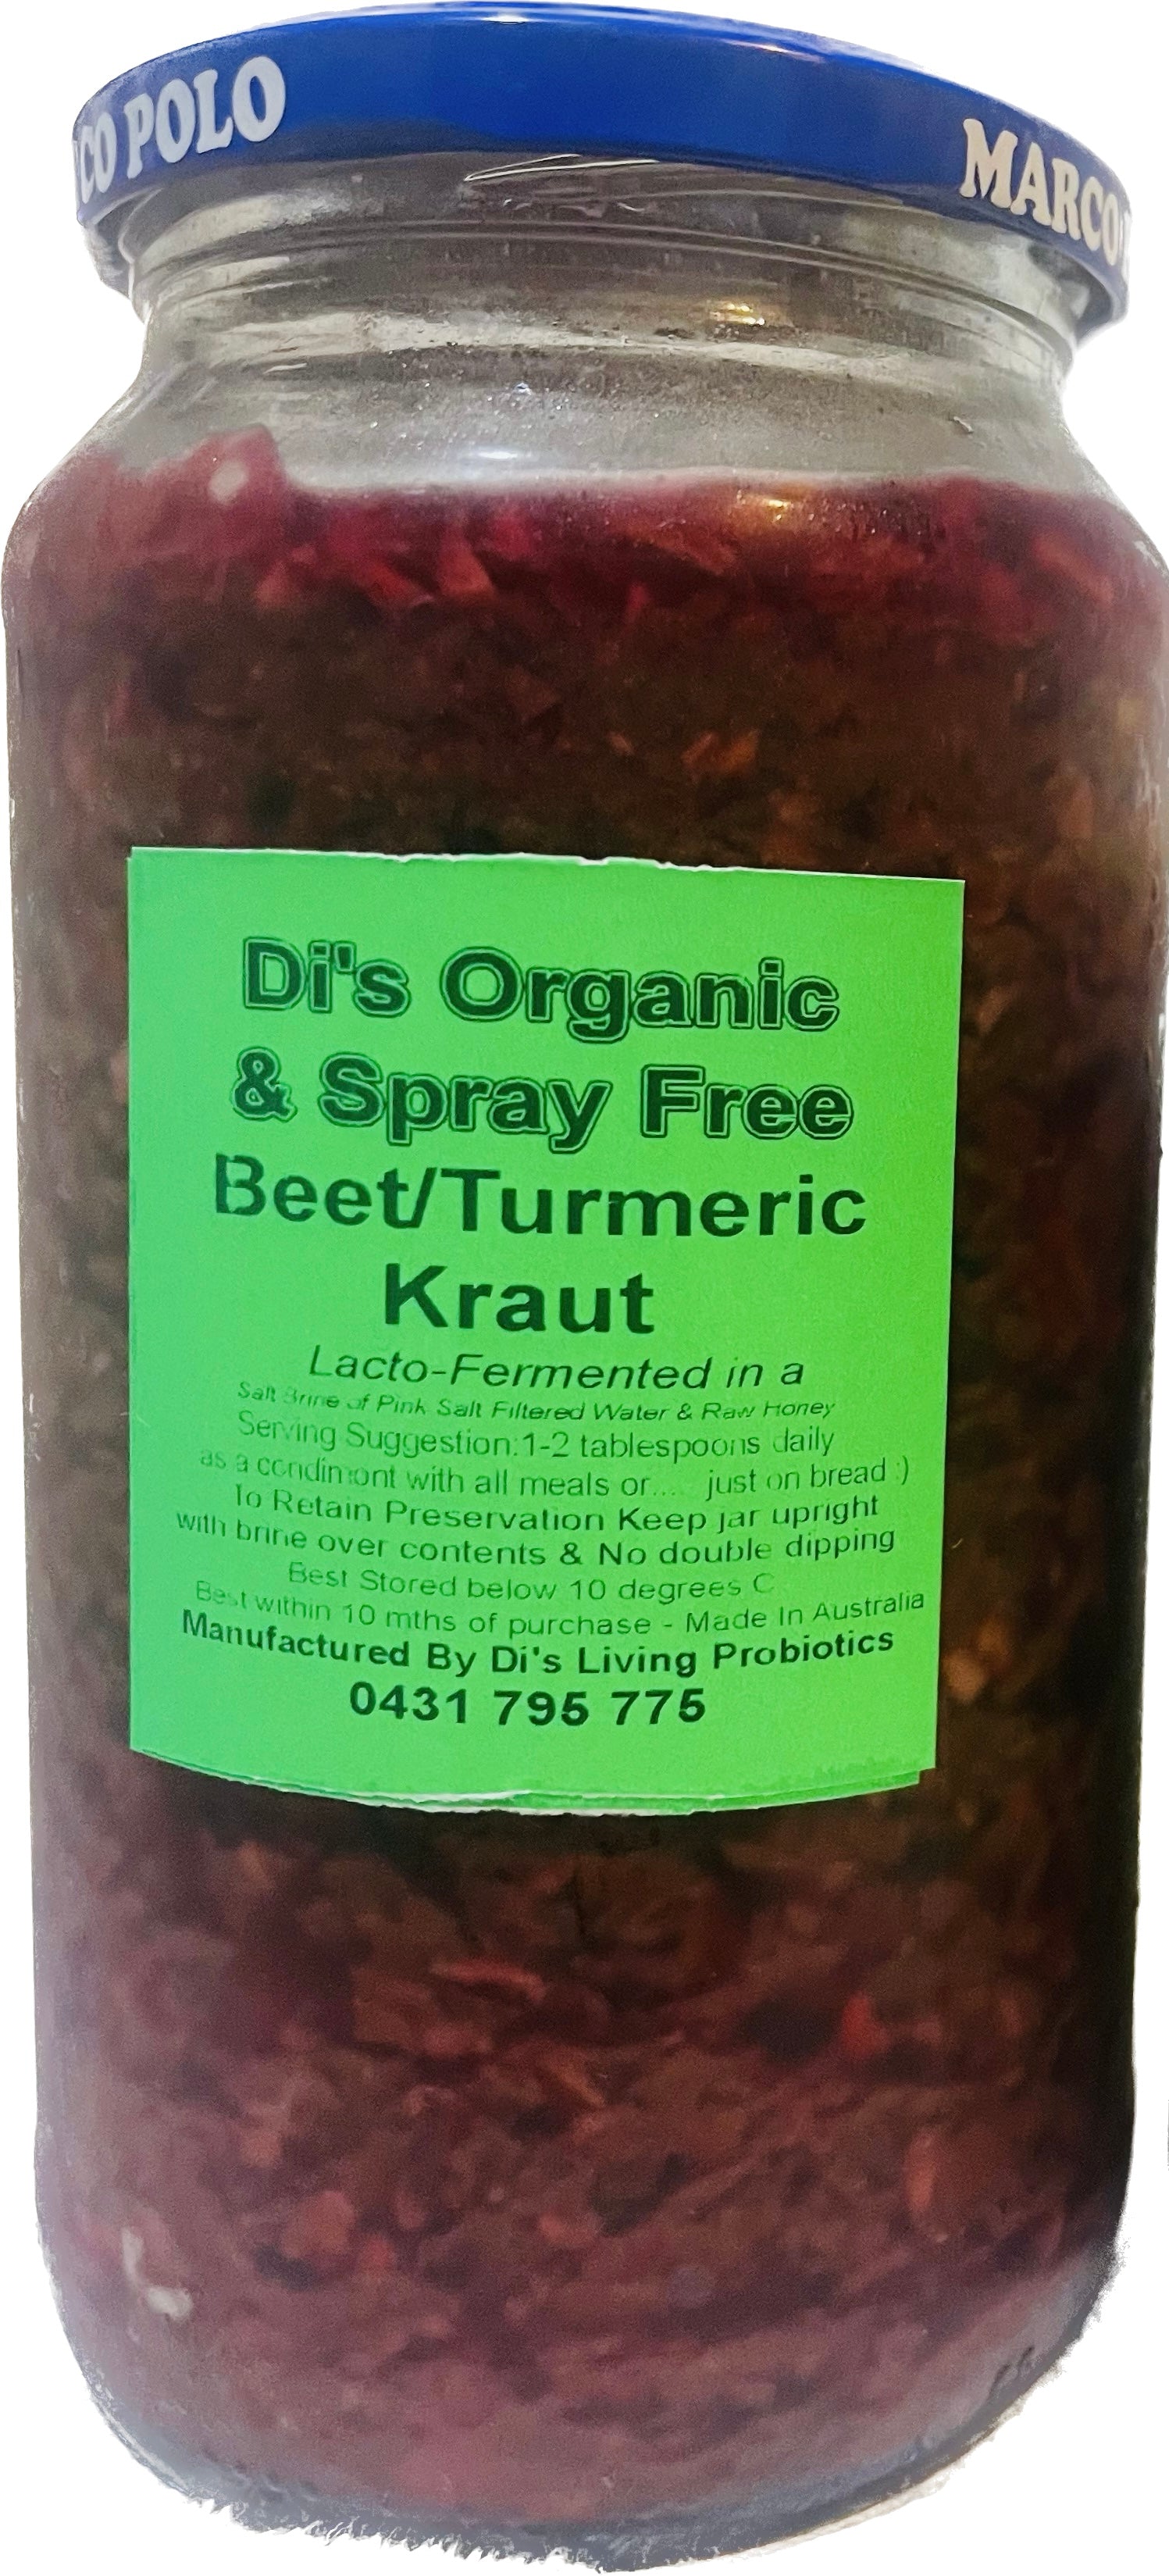 CO POLO
MARCO
Di's Organic
& Spray Free
Beet/Turmeric
Kraut
Lacto-Fermented in a
Salt Brine of Pink Salt Filtered Water & Raw Honey
Serving Suggestion:1-2 tablespoons daily
as a condiment with all meals or.... just on bread :)
To Retain Preservation Keep jar upright
with brine over contents & No double dipping
Best Stored below 10 degrees C
Best within 10 mths of purchase - Made In Australia
Manufactured By Di's Living Probiotics
0431 795 775